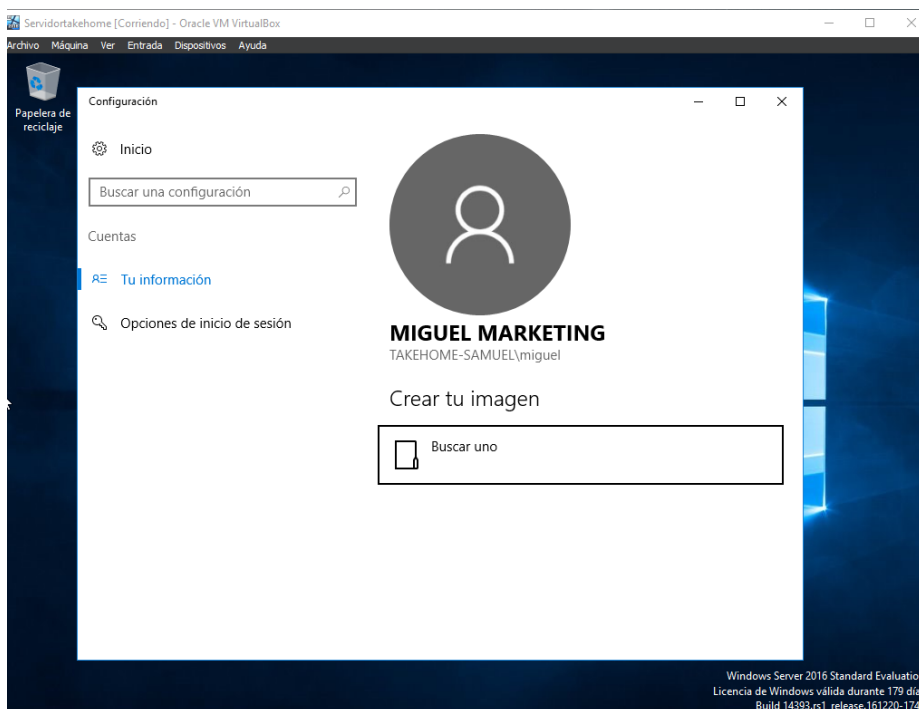 Servidortakehome [Corriendo] - Oracle VM VirtualBox
Archivo Máquina Ver Entrada Dispositivos Ayuda
Papelera de
reciclaje
Configuración
Inicio
Buscar una configuración
Cuentas
Tu información
Opciones de inicio de sesión
MIGUEL MARKETING
TAKEHOME-SAMUEL\miguel
Crear tu imagen
Buscar uno
Windows Server 2016 Standard Evaluatio
Licencia de Windows válida durante 179 día
Build 14393.rs1_release.161220-174